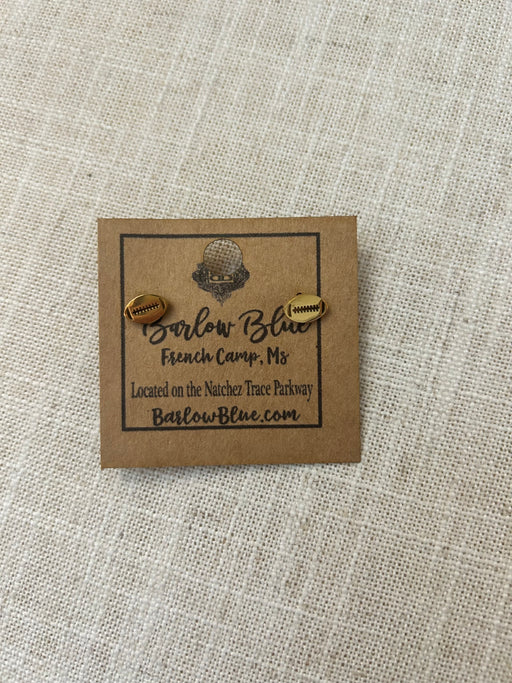 Barlow Blue
French Camp, Ms
Located on the Natchez Trace Parkway
BarlowBlue.com